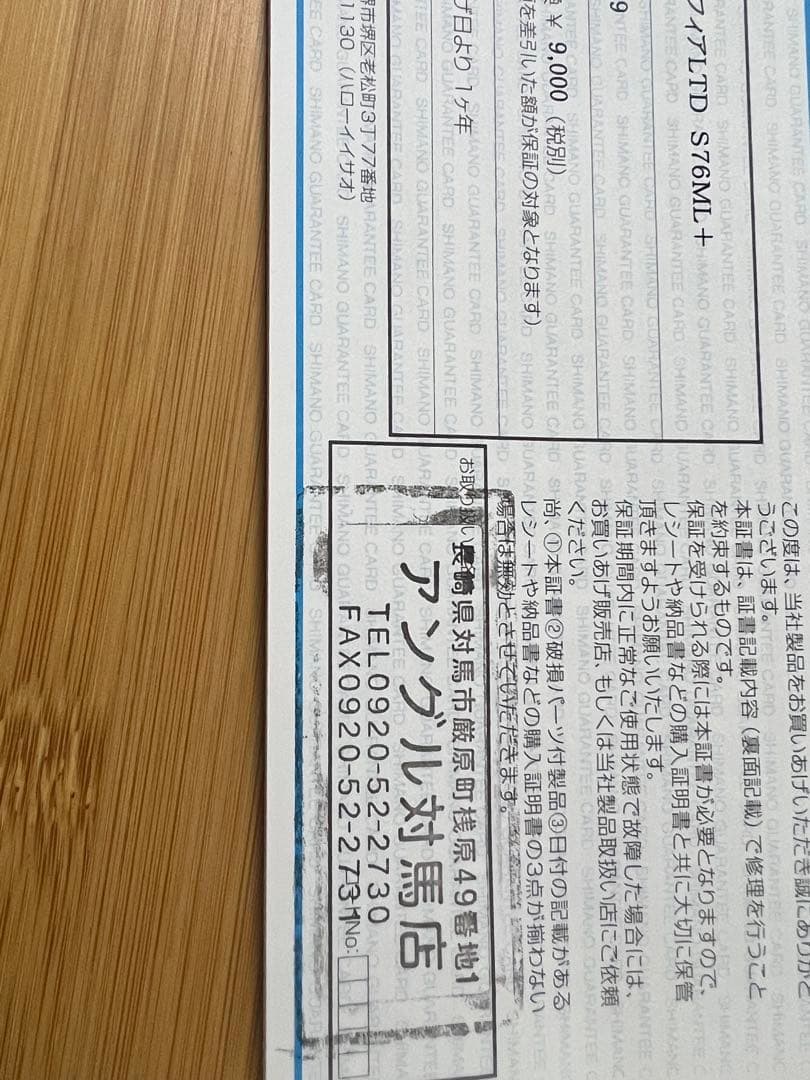 フィアLTD S76ML＋
9
¥ 9,000（税別）
を差引いた額が保証の対象となります）
げ日より 1ヶ年
堺市堺区老松町3丁77番地
1130（ハローイイサオ）
この度は、当社製品をお買いあげいただき誠にありがと
うございます。
本証書は、証書記載内容（裏面記載）で修理を行うこと
を約束するものです。
保証を受けられる際には本証書が必要となりますので、
レシートや納品書などの購入証明書と共に大切に保管
頂きますようお願いいたします。
保証期間内に正常なご使用状態で故障した場合には、
お買いあげ販売店、もしくは当社製品取扱い店にご依頼
ください。
尚、①本証書②破損パーツ付製品③日付の記載がある
レシートや納品書などの購入証明書の3点が揃わない
場合は無効とさせていただきます。
お取り扱い
長崎県対馬市厳原町桟原49番地1
アングル対馬店
TEL0920-52-2730
FAX0920-52-2731
No:
SHIMANO GUARANTEE CARD